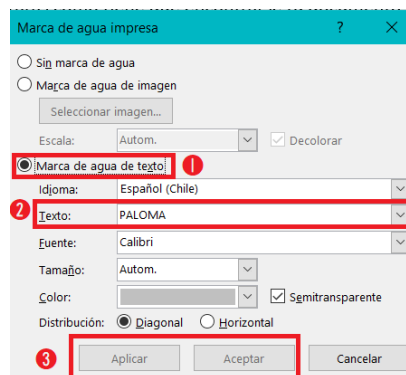 Marca de agua impresa ? ×
Sin marca de agua
Marca de agua de imagen
Seleccionar imagen...
Escala: Autom. Decolorar
Marca de agua de texto 1
Idioma: Español (Chile)
2 Texto: PALOMA
Fuente: Calibri
Tamaño: Autom.
Color: Semitransparente
Distribución: Diagonal Horizontal
3 Aplicar Aceptar Cancelar